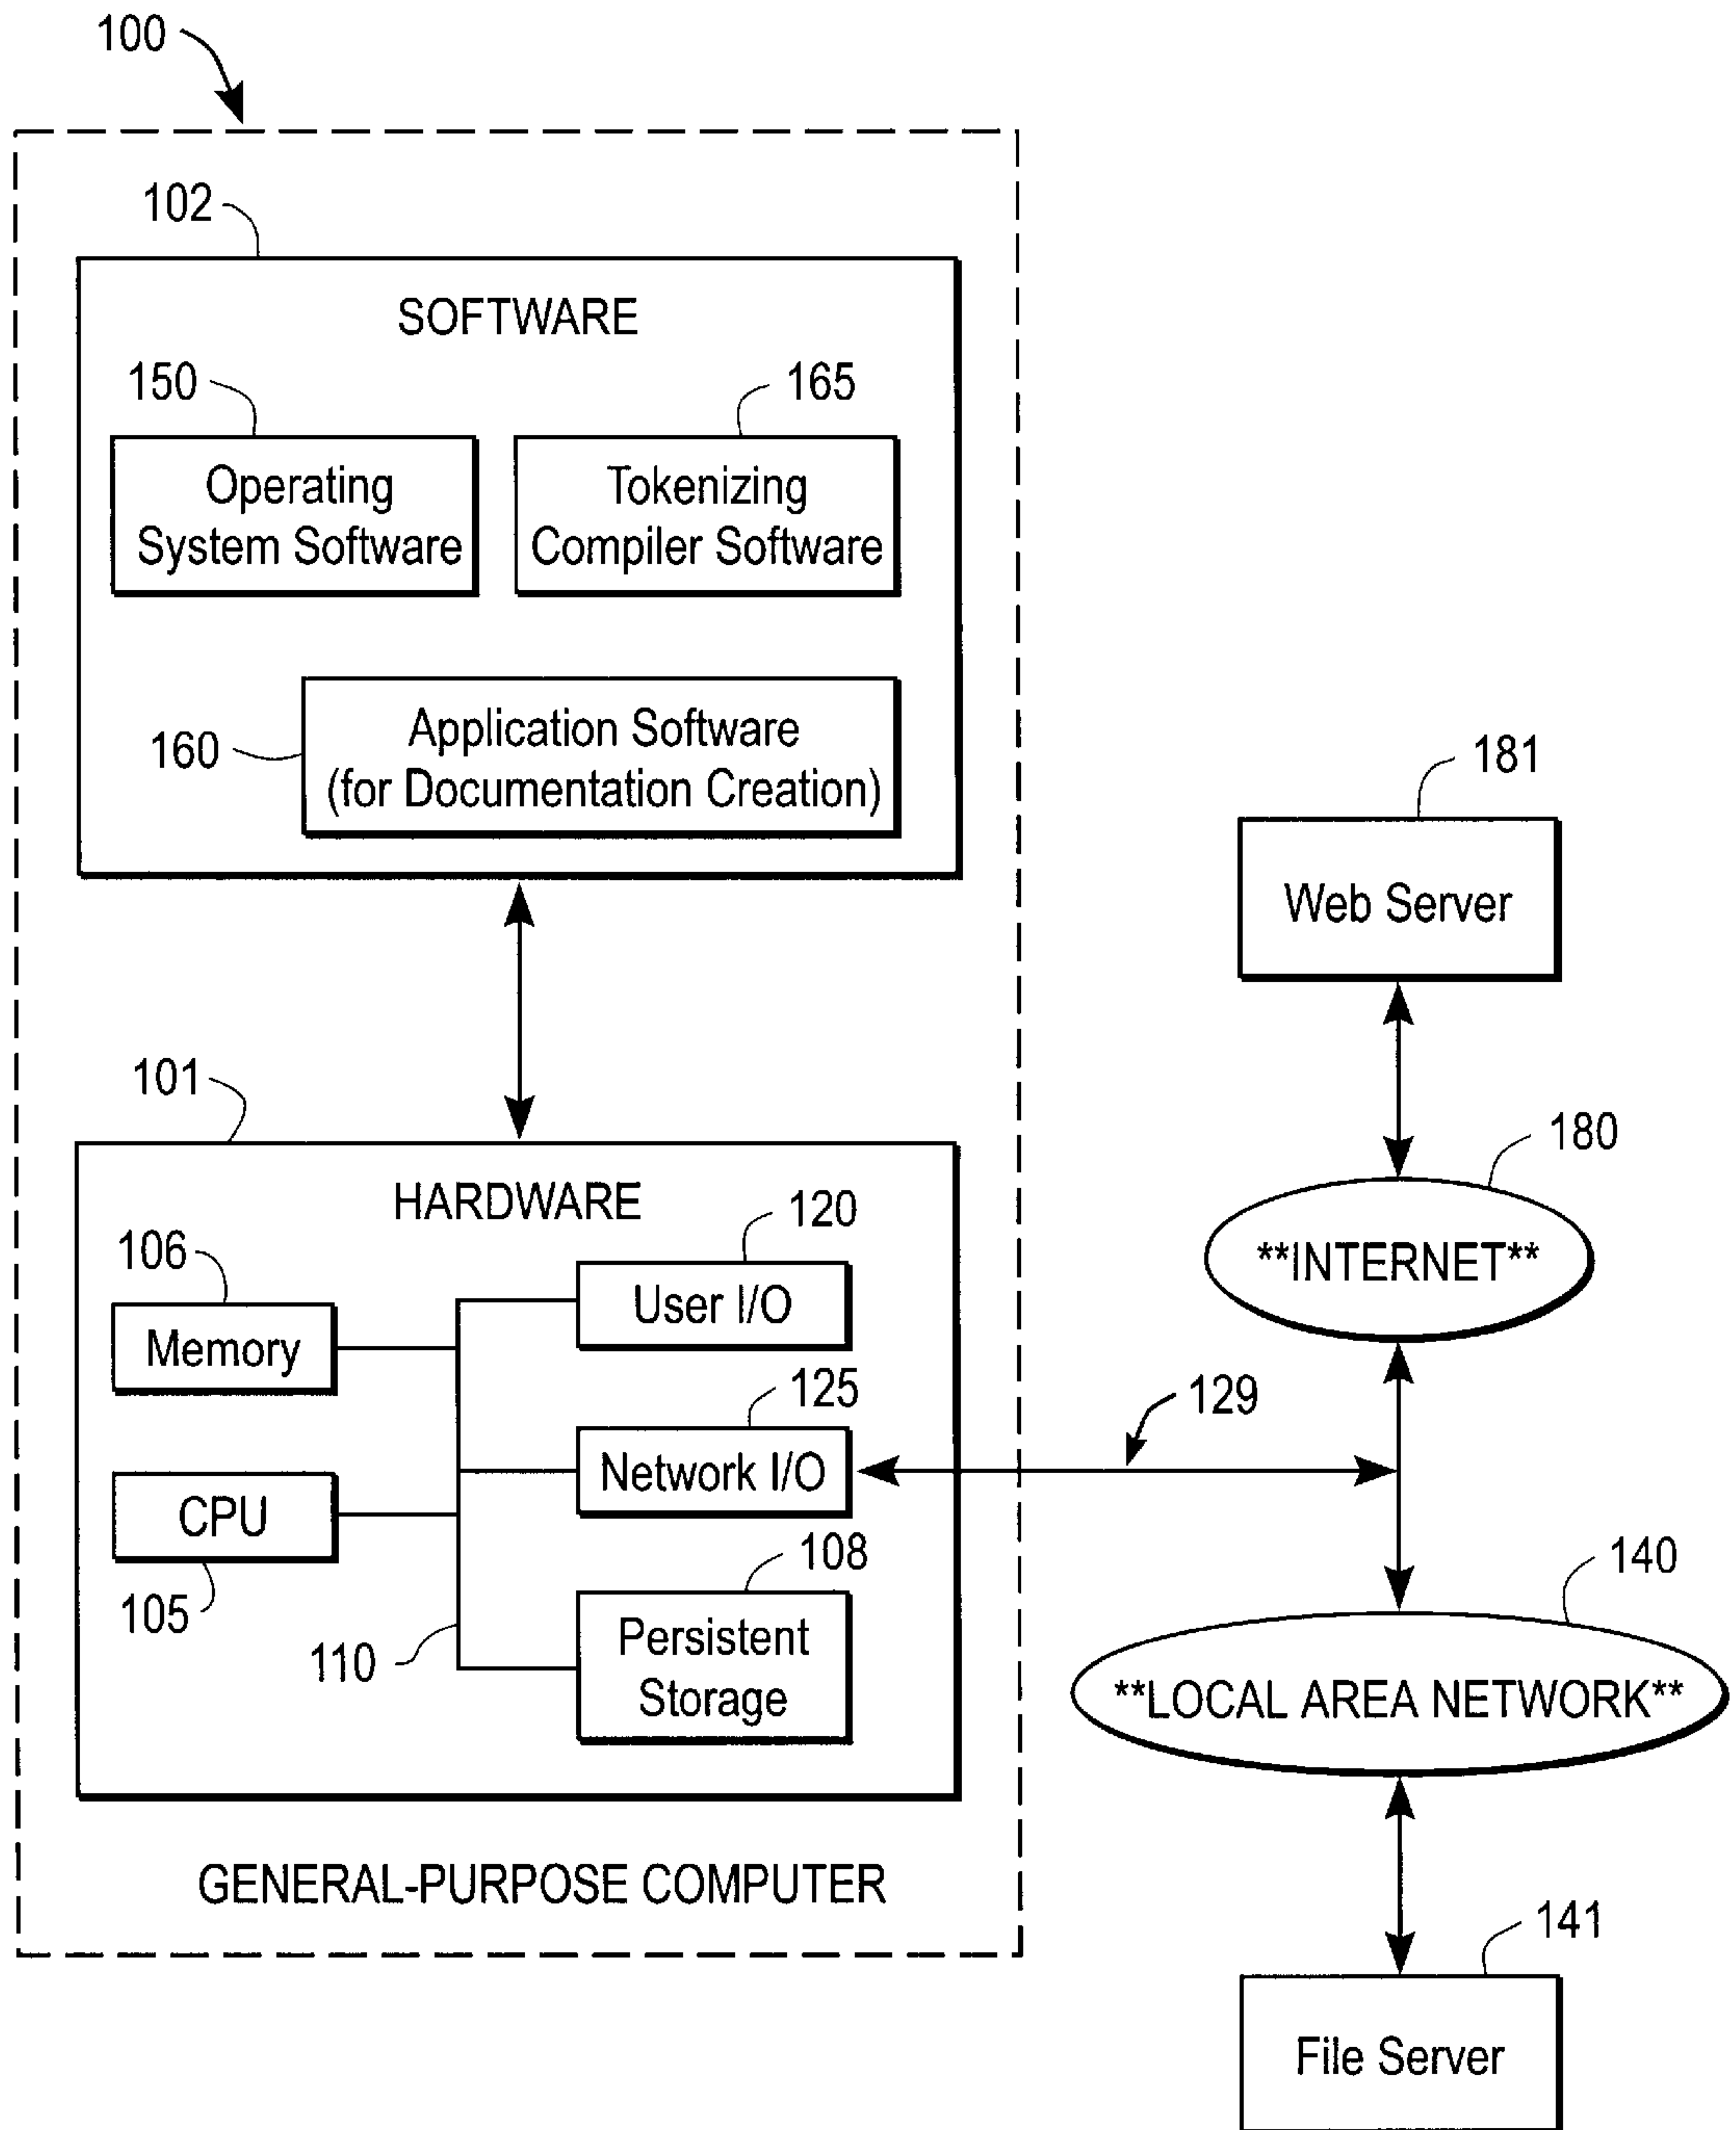 100
102
SOFTWARE
150
165
Operating
System Software
Tokenizing
Compiler Software
160
Application Software
(for Documentation Creation)
181
Web Server
101
HARDWARE
180
**INTERNET**
106
120
Memory
User I/O
125
129
CPU
Network I/O
105
108
110
Persistent
Storage
140
**LOCAL AREA NETWORK**
GENERAL-PURPOSE COMPUTER
141
File Server